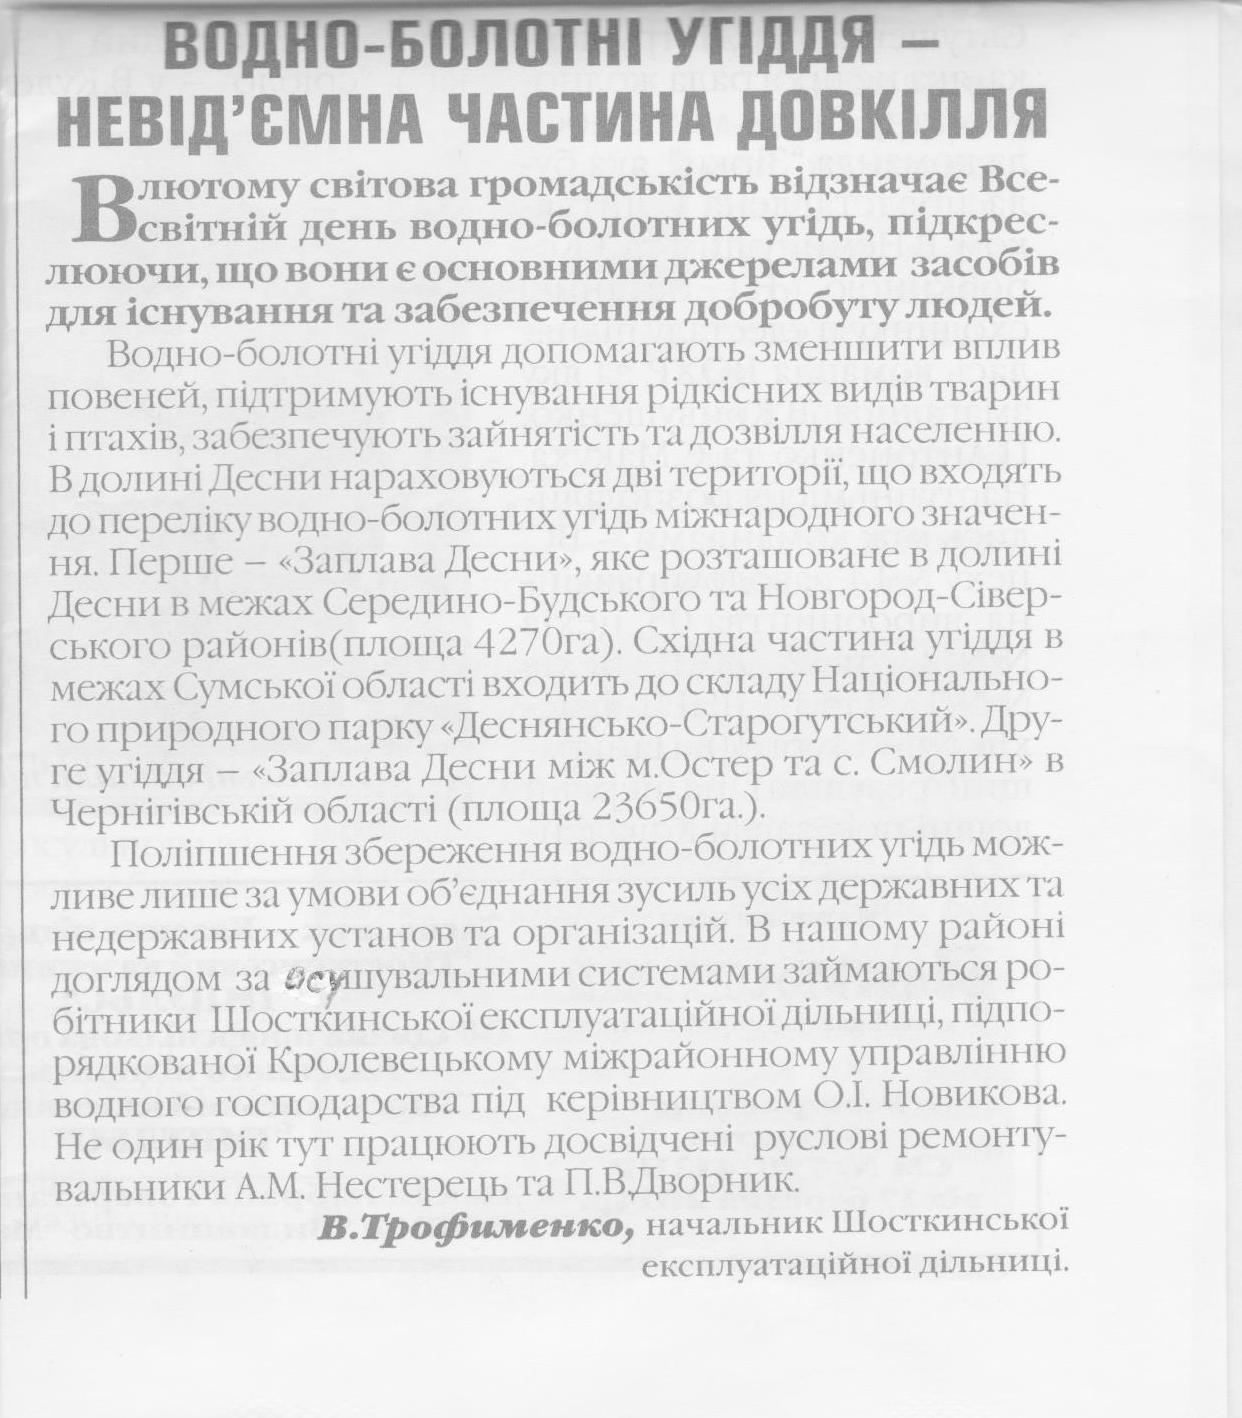 ВОДНО-БОЛОТНІ УГІДДЯ –
НЕВІД’ЄМНА ЧАСТИНА ДОВКІЛЛЯ
В лютому світова громадськість відзначає Все-
світній день водно-болотних угідь, підкрес-
люючи, що вони є основними джерелами засобів
для існування та забезпечення добробуту людей.
Водно-болотні угіддя допомагають зменшити вплив
повеней, підтримують існування рідкісних видів тварин
і птахів, забезпечують зайнятість та дозвілля населенню.
В долині Десни нараховуються дві території, що входять
до переліку водно-болотних угідь міжнародного значен-
ня. Перше – «Заплава Десни», яке розташоване в долині
Десни в межах Середино-Будського та Новгород-Сівер-
ського районів(площа 4270га). Східна частина угіддя в
межах Сумської області входить до складу Національно-
го природного парку «Деснянсько-Старогутський». Дру-
ге угіддя – «Заплава Десни між м.Остер та с. Смолин» в
Чернігівській області (площа 23650га.).
Поліпшення збереження водно-болотних угідь мож-
ливе лише за умови об’єднання зусиль усіх державних та
недержавних установ та організацій. В нашому районі
доглядом за осушувальними системами займаються ро-
бітники Шосткинської експлуатаційної дільниці, підпо-
рядкованої Кролевецькому міжрайонному управлінню
водного господарства під керівництвом О.І. Новикова.
Не один рік тут працюють досвідчені руслові ремонту-
вальники А.М. Нестерець та П.В.Дворник.
В.Трофименко, начальник Шосткинської
експлуатаційної дільниці.